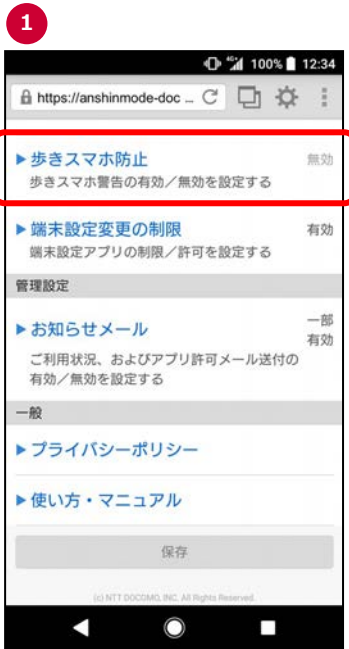 1
4G 100% 12:34
https://anshinmode-doc ...
▶歩きスマホ防止 無効
歩きスマホ警告の有効／無効を設定する
▶端末設定変更の制限 有効
端末設定アプリの制限／許可を設定する
管理設定
▶お知らせメール 一部
有効
ご利用状況、およびアプリ許可メール送付の
有効／無効を設定する
一般
▶プライバシーポリシー
▶使い方・マニュアル
保存
(c) NTT DOCOMO, INC. All Rights Reserved.